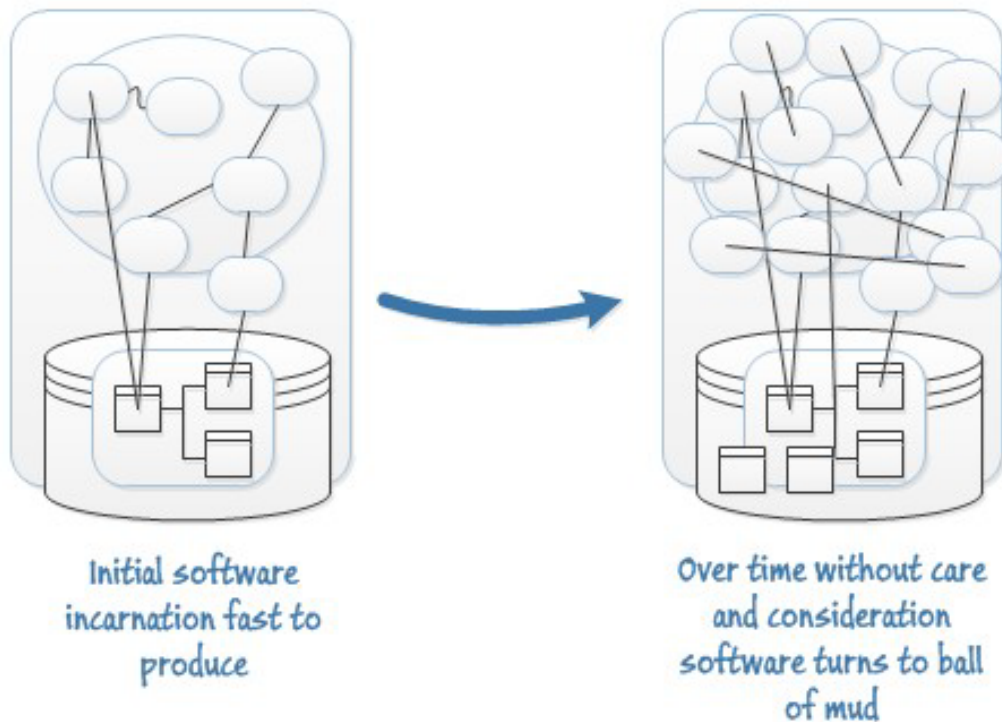 Initial software
incarnation fast to
produce
Over time without care
and consideration
software turns to ball
of mud